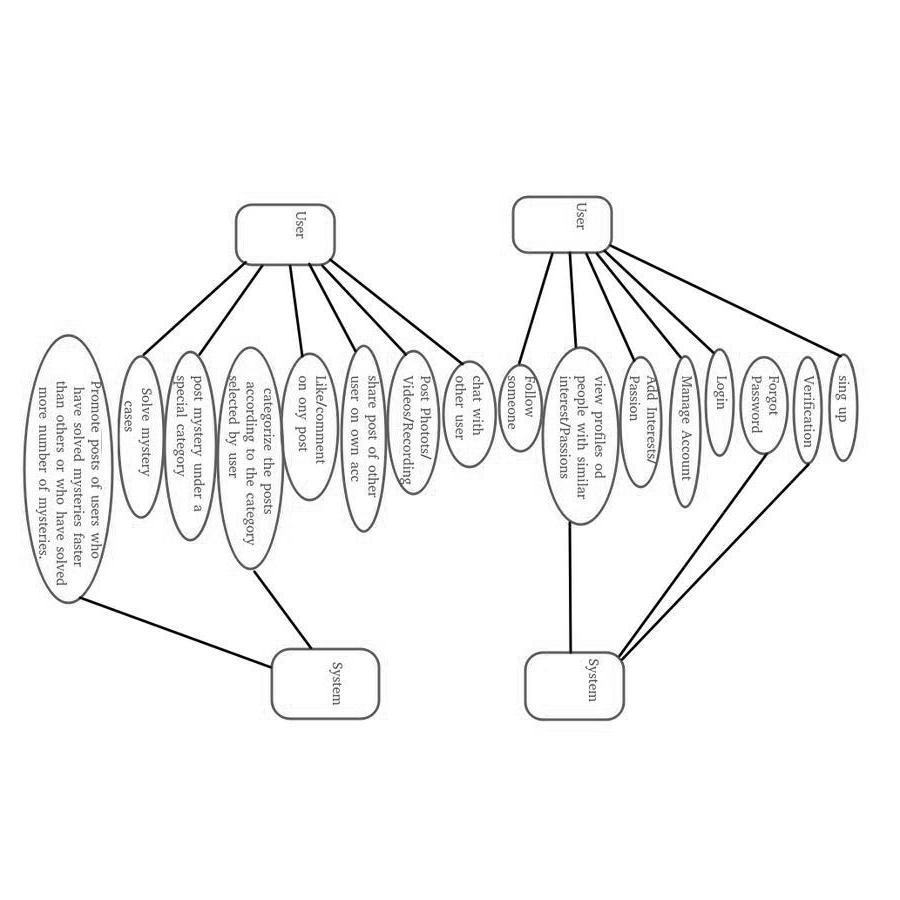 sing up
Verification
Forgot
Password
Login
Manage Account
Add Interests/
Passion
User
view profiles od
people with similar
interest/Passions
System
Follow
someone
chat with
other user
Post Photots/
Videos/Recording
share post of other
user on own acc
Like/comment
on ony post
User
System
categorize the posts
according to the category
selected by user
post mystery under a
special category
Solve mystery
cases
Promote posts of users who
have solved mysteries faster
than others or who have solved
more number of mysteries.